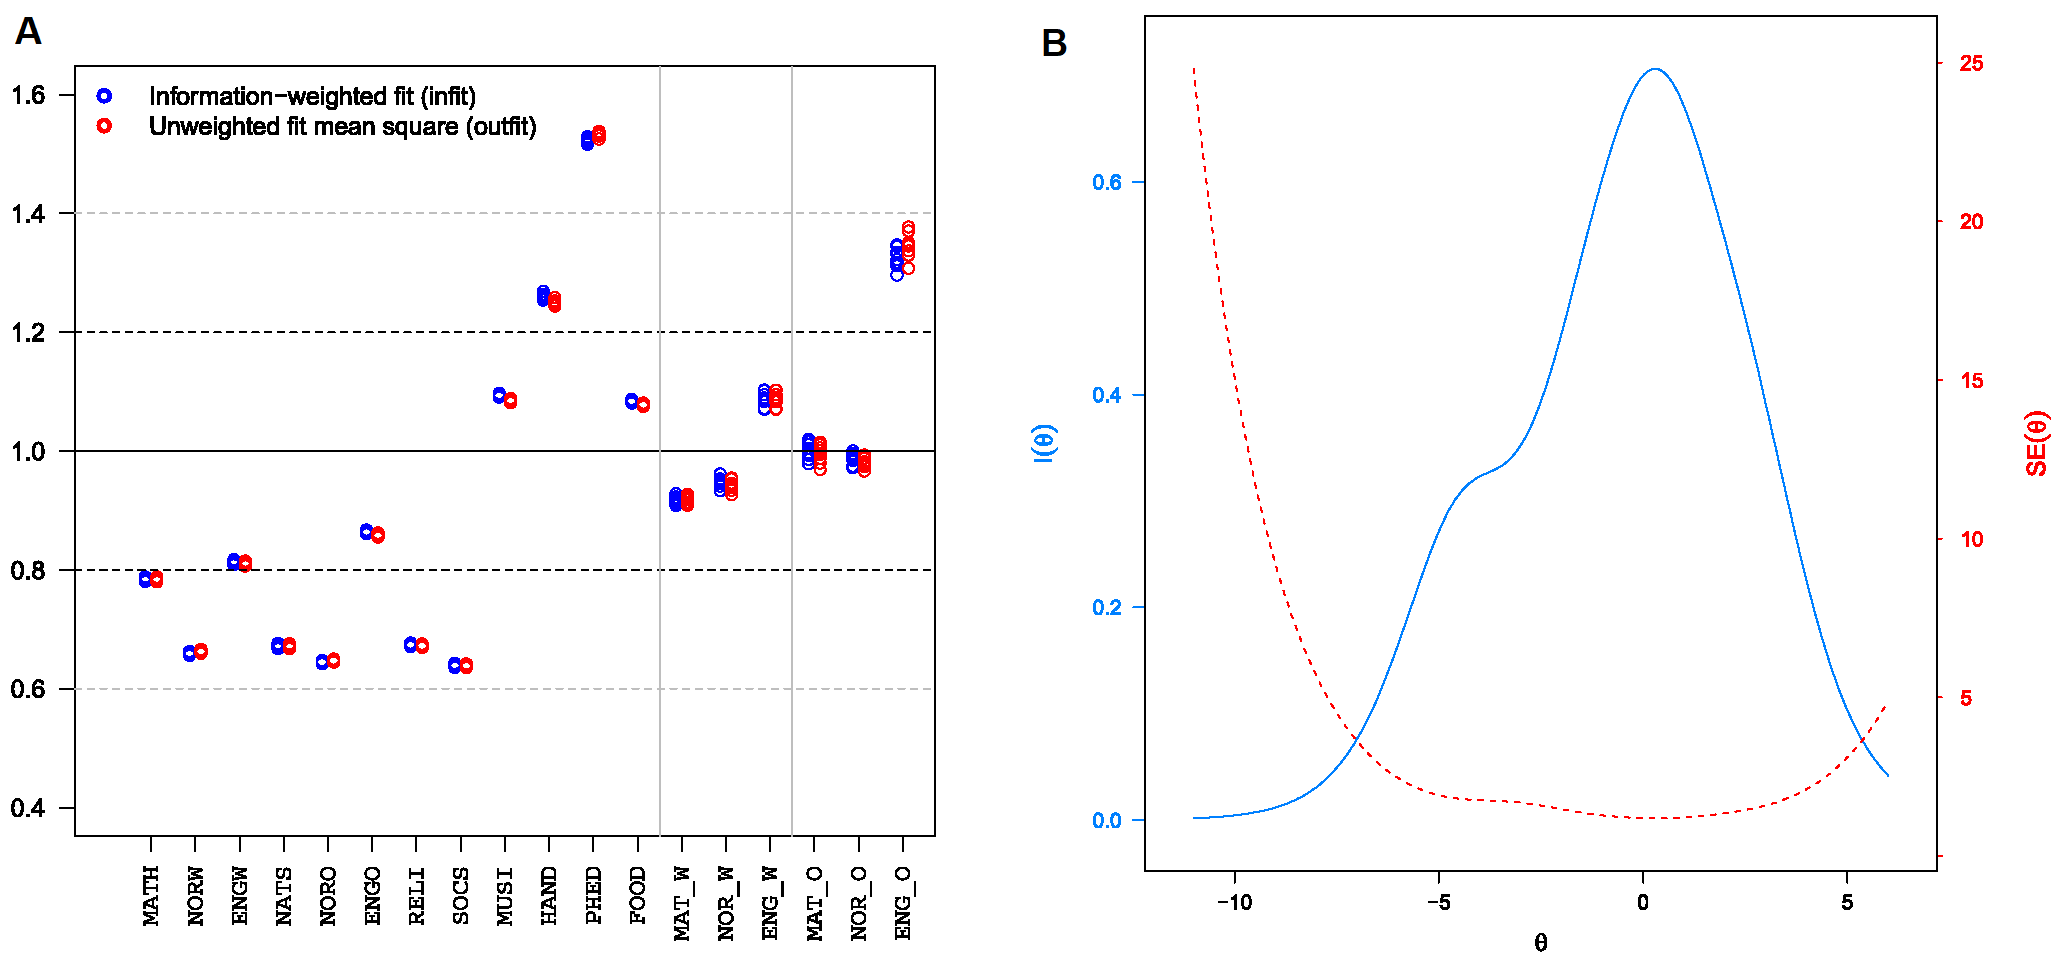 A
Information-weighted fit (infit)
Unweighted fit mean square (outfit)
1.6
1.4
1.2
1.0
0.8
0.6
0.4
MATH
NORW
ENGW
NATS
NORO
ENGO
RELI
SOCS
MUSI
HAND
PHED
FOOD
MAT_W
NOR_W
ENG_W
MAT_O
NOR_O
ENG_O
B
I(θ)
0.6
0.4
0.2
0.0
-10
-5
0
5
θ
25
20
15
10
5
SE(θ)